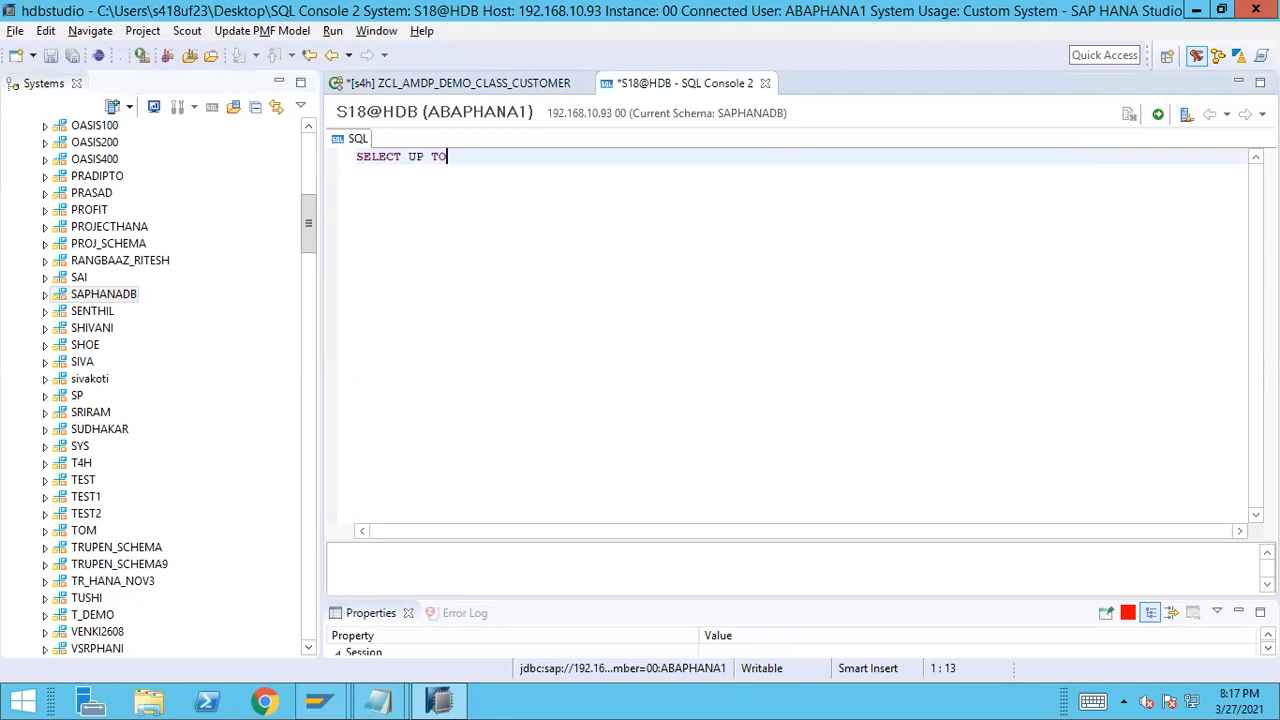 hdbstudio - C:\Users\s418uf23\Desktop\SQL Console 2 System: S18@HDB Host: 192.168.10.93 Instance: 00 Connected User: ABAPHANA1 System Usage: Custom System - SAP HANA Studio
File Edit Navigate Project Scout Update PMF Model Run Window Help
Quick Access
Systems
*[s4h] ZCL_AMDP_DEMO_CLASS_CUSTOMER
*S18@HDB - SQL Console 2
S18@HDB (ABAPHANA1) 192.168.10.93 00 (Current Schema: SAPHANADB)
SQL
SELECT UP TO
OASIS100
OASIS200
OASIS400
PRADIPTO
PRASAD
PROFIT
PROJECTHANA
PROJ_SCHEMA
RANGBAAZ_RITESH
SAI
SAPHANADB
SENTHIL
SHIVANI
SHOE
SIVA
sivakoti
SP
SRIRAM
SUDHAKAR
SYS
T4H
TEST
TEST1
TEST2
TOM
TRUPEN_SCHEMA
TRUPEN_SCHEMA9
TR_HANA_NOV3
TUSHI
T_DEMO
VENKI2608
VSRPHANI
Properties Error Log
Property Value
Session
jdbc:sap://192.16...mber=00:ABAPHANA1 Writable Smart Insert 1 : 13
8:17 PM
3/27/2021